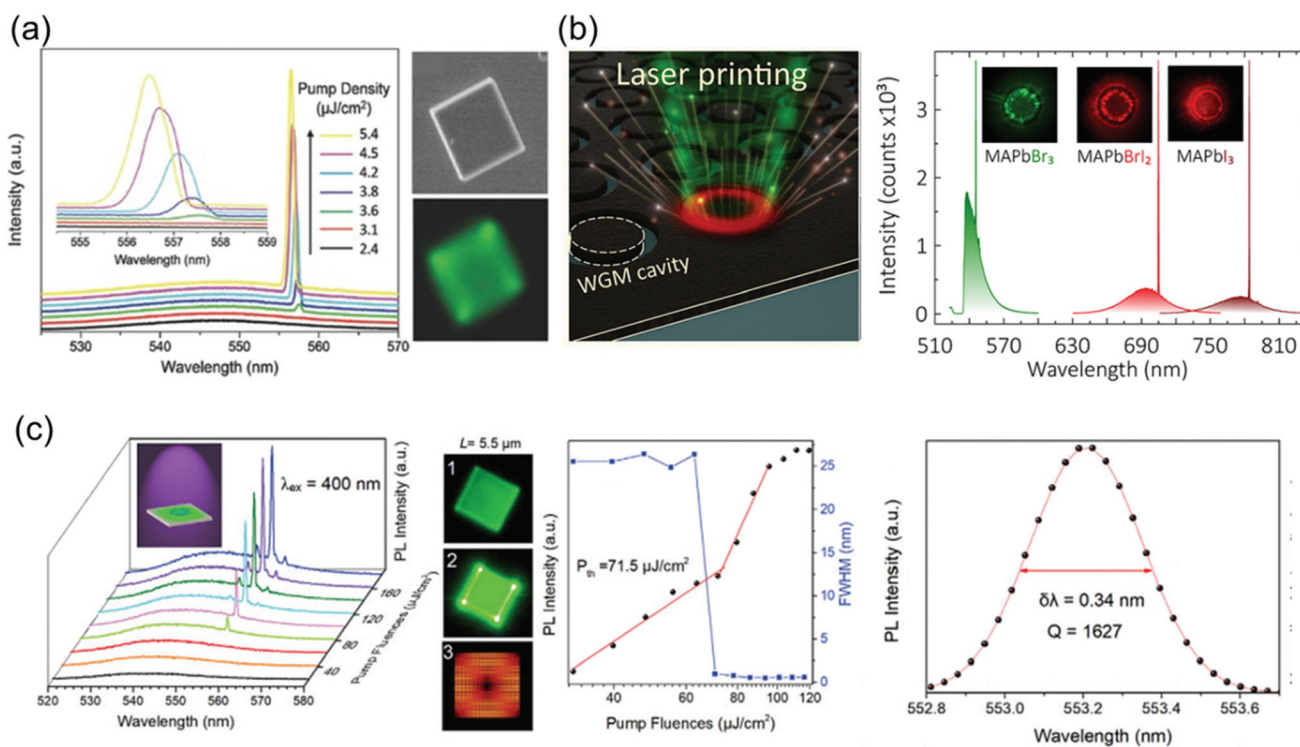 (a)
Intensity (a.u.)
Pump Density
(μJ/cm²)
5.4
4.5
4.2
3.8
3.6
3.1
2.4
555 556 557 558 559
Wavelength (nm)
530 540 550 560 570
Wavelength (nm)
(b)
Laser printing
WGM cavity
Intensity (counts x10³)
3
2
1
0
MAPbBr₃
MAPbBrI₂
MAPbI₃
510 570 630 690 750 810
Wavelength (nm)
(c)
λex = 400 nm
PL Intensity (a.u.)
160
120
80
40
Pump Fluences (μJ/cm²)
520 530 540 550 560 570 580
Wavelength (nm)
L= 5.5 μm
1
2
3
PL Intensity (a.u.)
Pth =71.5 μJ/cm²
25
20
15
10
5
0
FWHM (nm)
40 60 80 100 120
Pump Fluences (μJ/cm²)
PL Intensity (a.u.)
δλ = 0.34 nm
Q = 1627
552.8 553.0 553.2 553.4 553.6
Wavelength (nm)